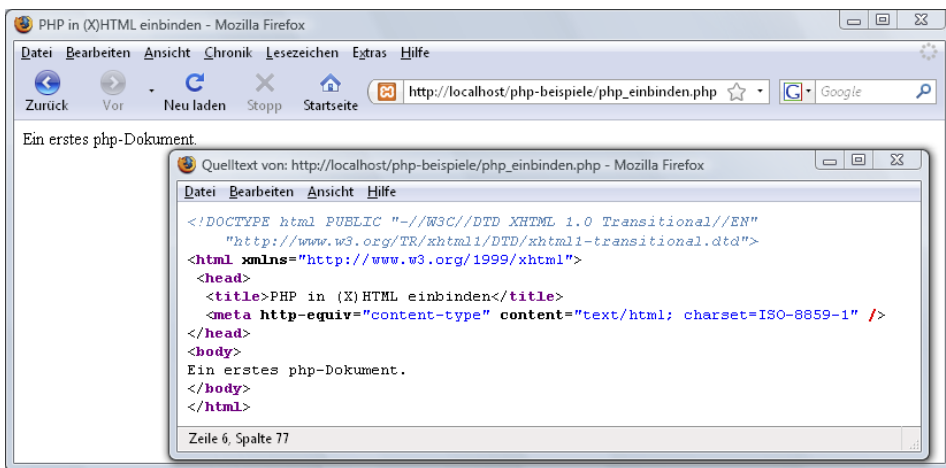 PHP in (X)HTML einbinden - Mozilla Firefox
Datei Bearbeiten Ansicht Chronik Lesezeichen Extras Hilfe
Zurück Vor Neu laden Stopp Startseite http://localhost/php-beispiele/php_einbinden.php G Google
Ein erstes php-Dokument.
Quelltext von: http://localhost/php-beispiele/php_einbinden.php - Mozilla Firefox
Datei Bearbeiten Ansicht Hilfe
<!DOCTYPE html PUBLIC "-//W3C//DTD XHTML 1.0 Transitional//EN"
"http://www.w3.org/TR/xhtml1/DTD/xhtml1-transitional.dtd">
<html xmlns="http://www.w3.org/1999/xhtml">
<head>
<title>PHP in (X)HTML einbinden</title>
<meta http-equiv="content-type" content="text/html; charset=ISO-8859-1" />
</head>
<body>
Ein erstes php-Dokument.
</body>
</html>
Zeile 6, Spalte 77